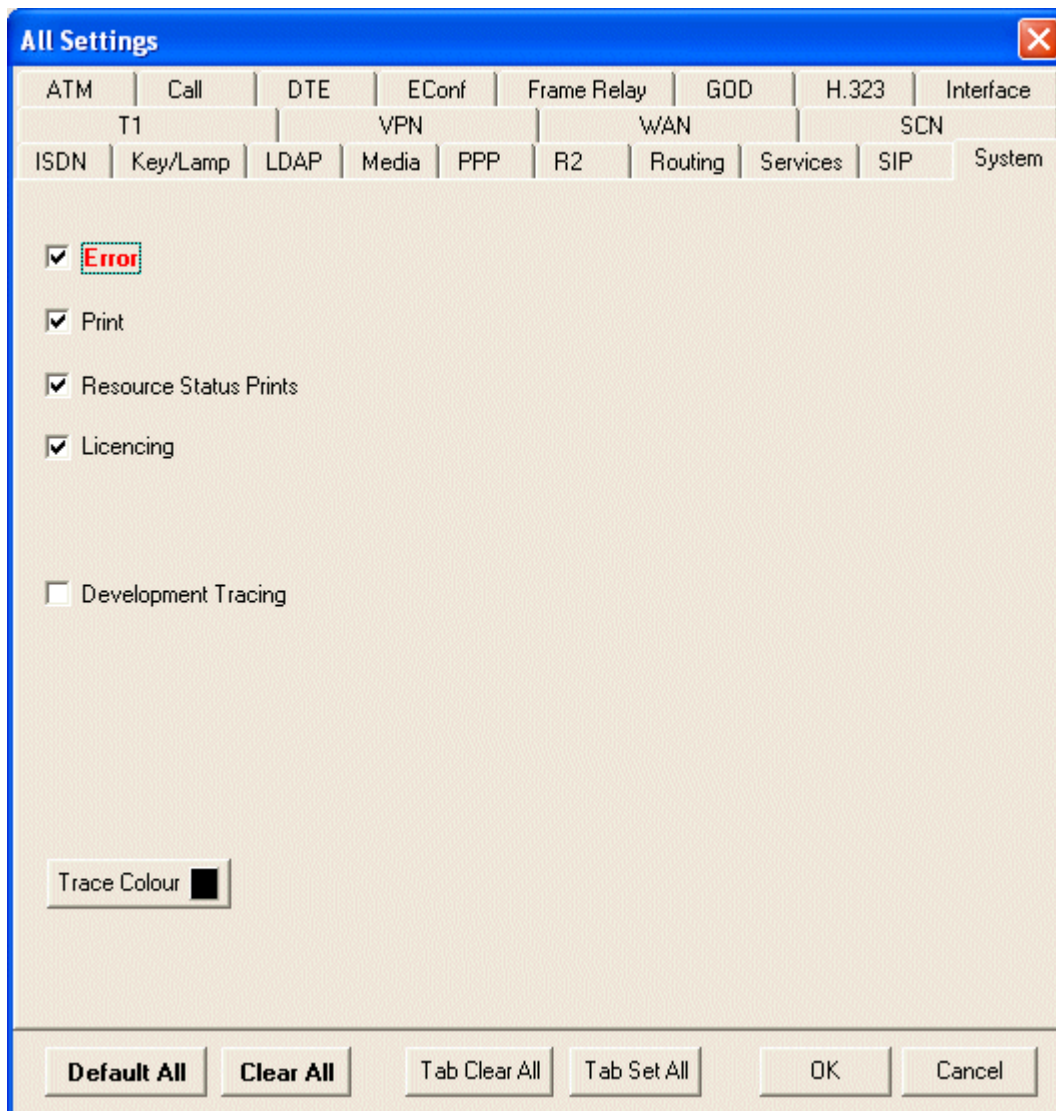 All Settings
ATM Call DTE EConf Frame Relay GOD H.323 Interface
T1 VPN WAN SCN
ISDN Key/Lamp LDAP Media PPP R2 Routing Services SIP System
Error
Print
Resource Status Prints
Licencing
Development Tracing
Trace Colour
Default All Clear All Tab Clear All Tab Set All OK Cancel